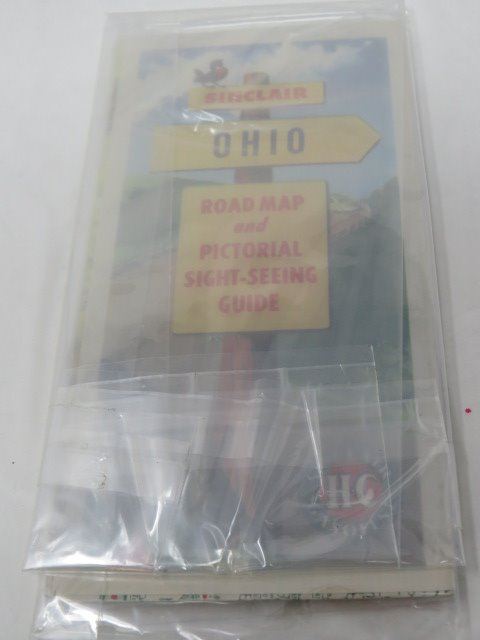 SINCLAIR
OHIO
ROAD MAP
and
PICTORIAL
SIGHT-SEEING
GUIDE
H-C